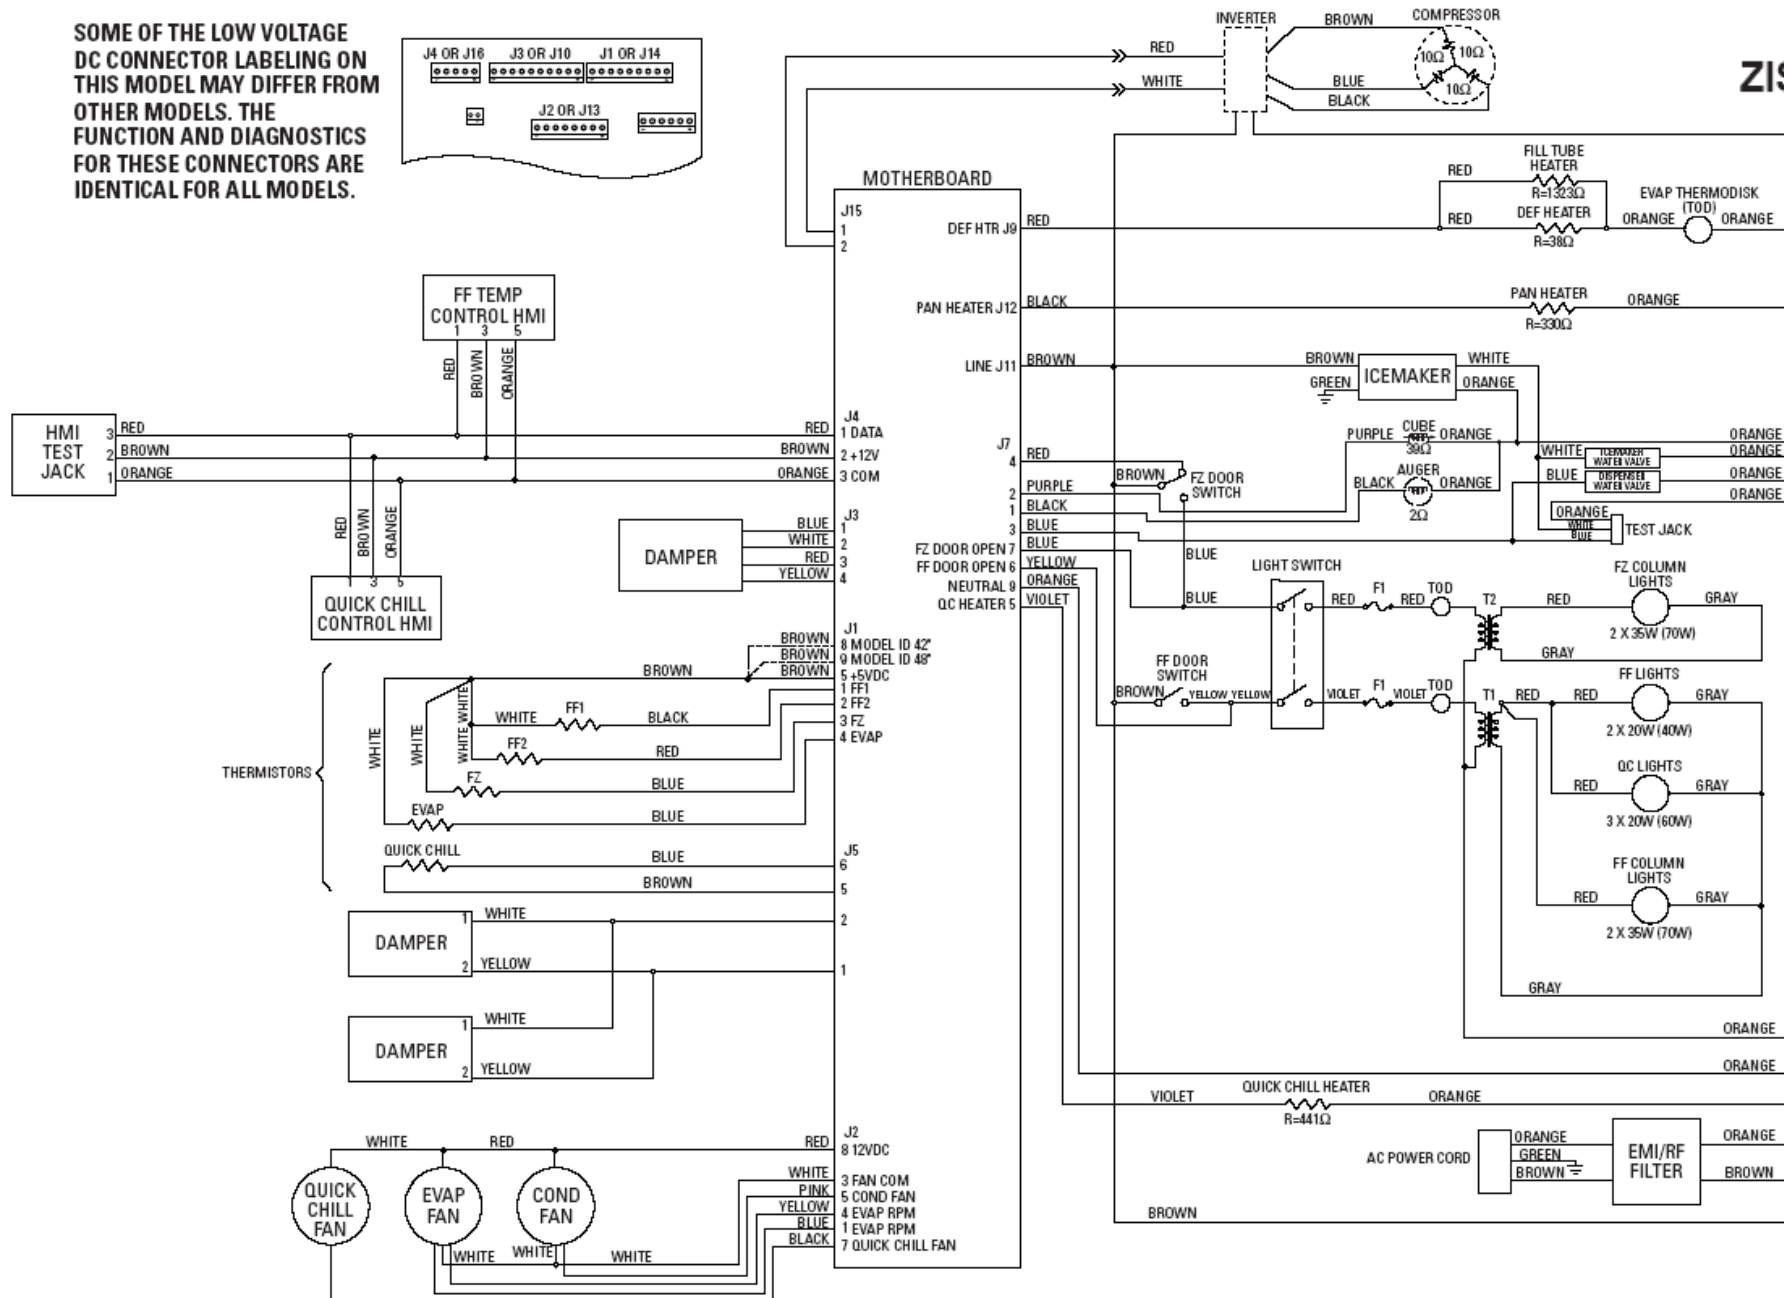 SOME OF THE LOW VOLTAGE
DC CONNECTOR LABELING ON
THIS MODEL MAY DIFFER FROM
OTHER MODELS. THE
FUNCTION AND DIAGNOSTICS
FOR THESE CONNECTORS ARE
IDENTICAL FOR ALL MODELS.
J4 OR J16
J3 OR J10
J1 OR J14
J2 OR J13
RED
WHITE
INVERTER
BROWN
BLUE
BLACK
COMPRESSOR
10Ω
10Ω
10Ω
ZIS
MOTHERBOARD
J15
1
2
DEF HTR J9
RED
RED
FILL TUBE
HEATER
R=1323Ω
RED
DEF HEATER
R=38Ω
ORANGE
EVAP THERMODISK
(TOD)
ORANGE
PAN HEATER J12
BLACK
PAN HEATER
R=330Ω
ORANGE
LINE J11
BROWN
BROWN
GREEN
ICEMAKER
WHITE
ORANGE
FF TEMP
CONTROL HMI
1 3 5
RED
BROWN
ORANGE
HMI
TEST
JACK
3 RED
2 BROWN
1 ORANGE
J4
RED 1 DATA
BROWN 2 +12V
ORANGE 3 COM
RED
BROWN
ORANGE
1 3 5
QUICK CHILL
CONTROL HMI
DAMPER
J3
BLUE 1
WHITE 2
RED 3
YELLOW 4
J7
4 RED
2 PURPLE
1 BLACK
3 BLUE
FZ DOOR OPEN 7 BLUE
FF DOOR OPEN 6 YELLOW
NEUTRAL 9 ORANGE
QC HEATER 5 VIOLET
BROWN
FZ DOOR
SWITCH
BLUE
PURPLE
CUBE
39Ω
ORANGE
BLACK
AUGER
2Ω
ORANGE
ORANGE
WHITE
ICEMAKER
WATER VALVE
ORANGE
BLUE
DISPENSER
WATER VALVE
ORANGE
ORANGE
ORANGE
WHITE
BLUE
TEST JACK
BLUE
LIGHT SWITCH
RED
F1
RED
TOD
T2
RED
FZ COLUMN
LIGHTS
2 X 35W (70W)
GRAY
GRAY
BROWN
FF DOOR
SWITCH
YELLOW
YELLOW
VIOLET
F1
VIOLET
TOD
T1
RED
RED
FF LIGHTS
2 X 20W (40W)
GRAY
RED
QC LIGHTS
3 X 20W (60W)
GRAY
RED
FF COLUMN
LIGHTS
2 X 35W (70W)
GRAY
GRAY
ORANGE
ORANGE
J1
BROWN 8 MODEL ID 42"
BROWN 9 MODEL ID 48"
BROWN
BROWN 5 +5VDC
1 FF1
2 FF2
3 FZ
4 EVAP
THERMISTORS
WHITE
WHITE
WHITE
WHITE
WHITE
FF1
BLACK
FF2
RED
FZ
BLUE
EVAP
BLUE
QUICK CHILL
BLUE
BROWN
J5
6
5
2
1
DAMPER
1 WHITE
2 YELLOW
DAMPER
1 WHITE
2 YELLOW
VIOLET
QUICK CHILL HEATER
R=441Ω
ORANGE
AC POWER CORD
ORANGE
GREEN
BROWN
EMI/RF
FILTER
ORANGE
BROWN
BROWN
WHITE
RED
J2
RED 8 12VDC
WHITE 3 FAN COM
PINK 5 COND FAN
YELLOW 4 EVAP RPM
BLUE 1 EVAP RPM
BLACK 7 QUICK CHILL FAN
QUICK
CHILL
FAN
EVAP
FAN
COND
FAN
WHITE
WHITE
WHITE